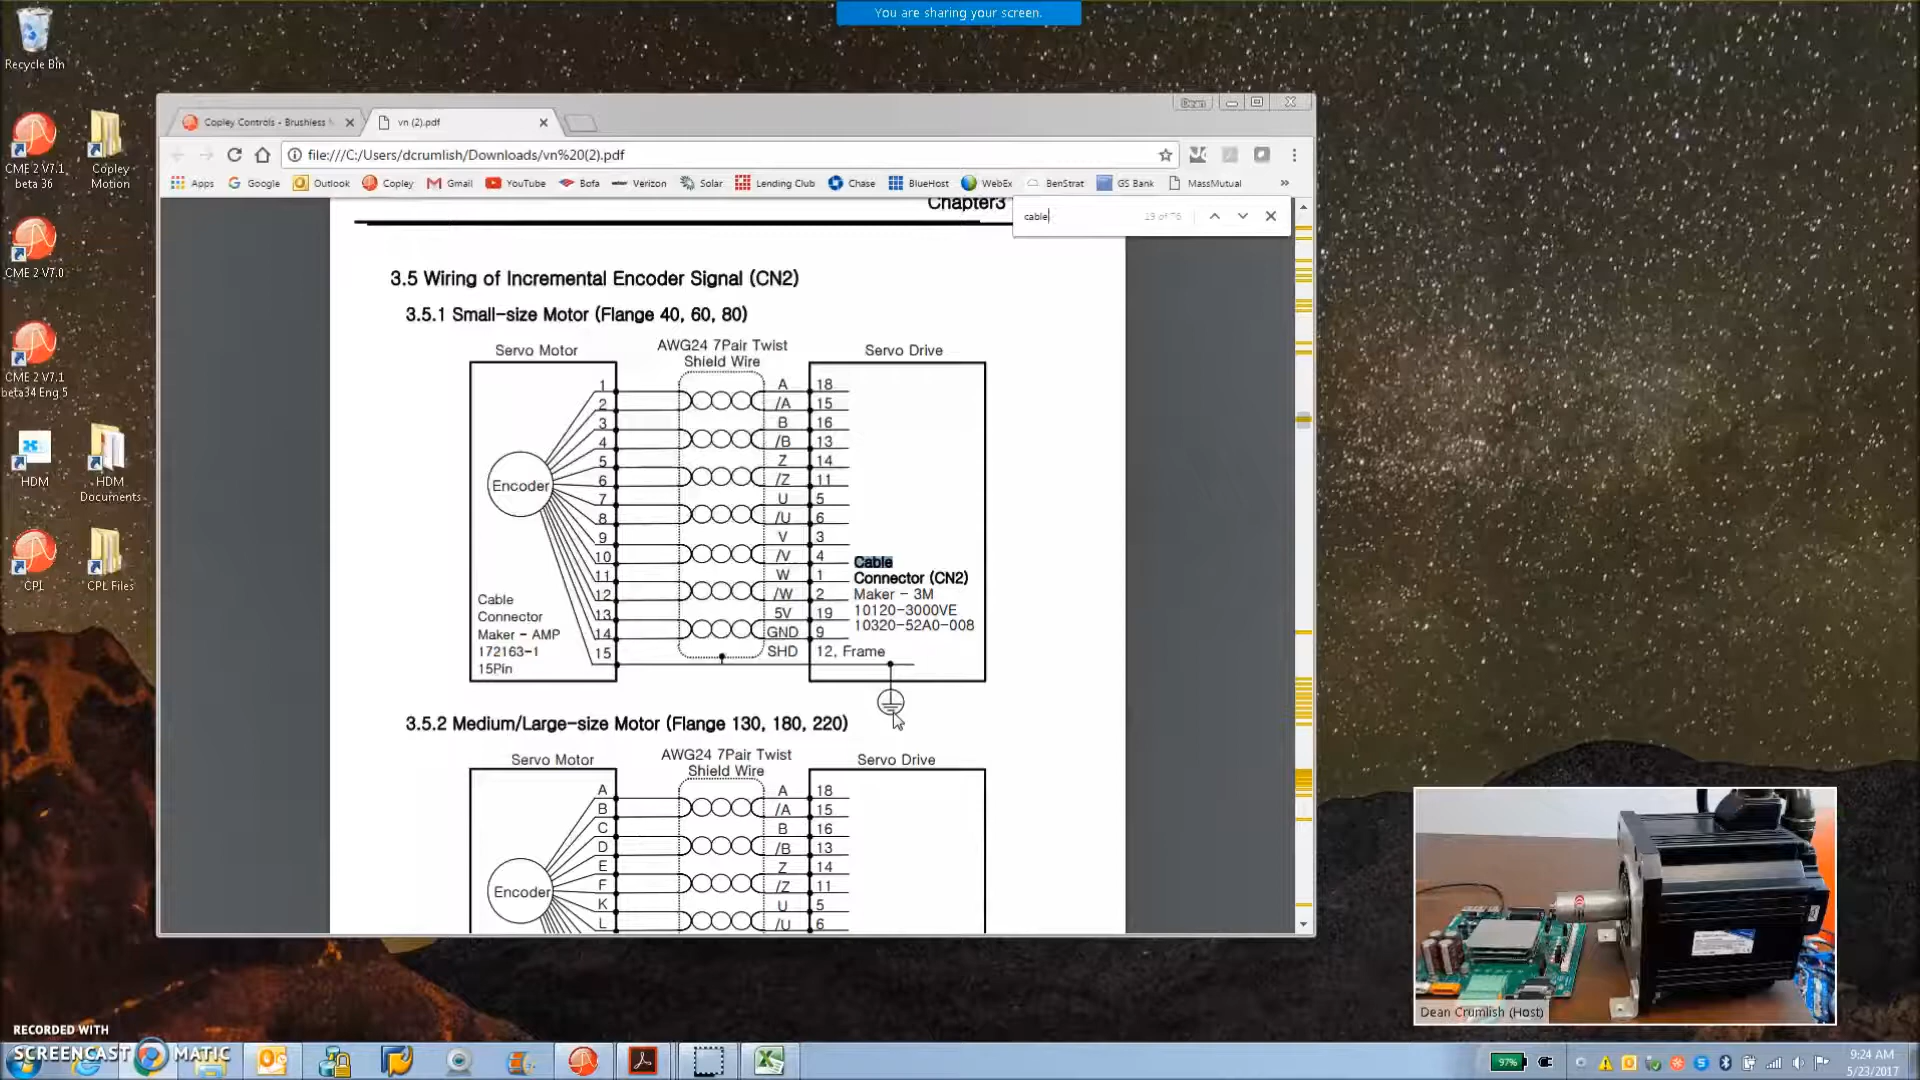 You are sharing your screen.
Recycle Bin
CME 2 V7.1
beta 36
Copley
Motion
CME 2 V7.0
CME 2 V7.1
beta34 Eng 5
HDM
HDM
Documents
CPL
CPL Files
Dean
Copley Controls - Brushless
vn (2).pdf
file:///C:/Users/dcrumlish/Downloads/vn%20(2).pdf
Apps
Google
Outlook
Copley
Gmail
YouTube
Bofa
Verizon
Solar
Lending Club
Chase
BlueHost
WebEx
BenStrat
GS Bank
MassMutual
»
Chapter3
cable
19 of 76
3.5 Wiring of Incremental Encoder Signal (CN2)
3.5.1 Small-size Motor (Flange 40, 60, 80)
Servo Motor
AWG24 7Pair Twist
Shield Wire
Servo Drive
1 A 18
2 /A 15
3 B 16
4 /B 13
5 Z 14
6 /Z 11
7 U 5
8 /U 6
9 V 3
10 /V 4
11 W 1
12 /W 2
13 5V 19
14 GND 9
15 SHD 12, Frame
Encoder
Cable
Connector
Maker - AMP
172163-1
15Pin
Cable
Connector (CN2)
Maker - 3M
10120-3000VE
10320-52A0-008
3.5.2 Medium/Large-size Motor (Flange 130, 180, 220)
Servo Motor
AWG24 7Pair Twist
Shield Wire
Servo Drive
A A 18
B /A 15
C B 16
D /B 13
E Z 14
F /Z 11
K U 5
L /U 6
Encoder
Dean Crumlish (Host)
RECORDED WITH
SCREENCAST MATIC
97%
9:24 AM
5/23/2017